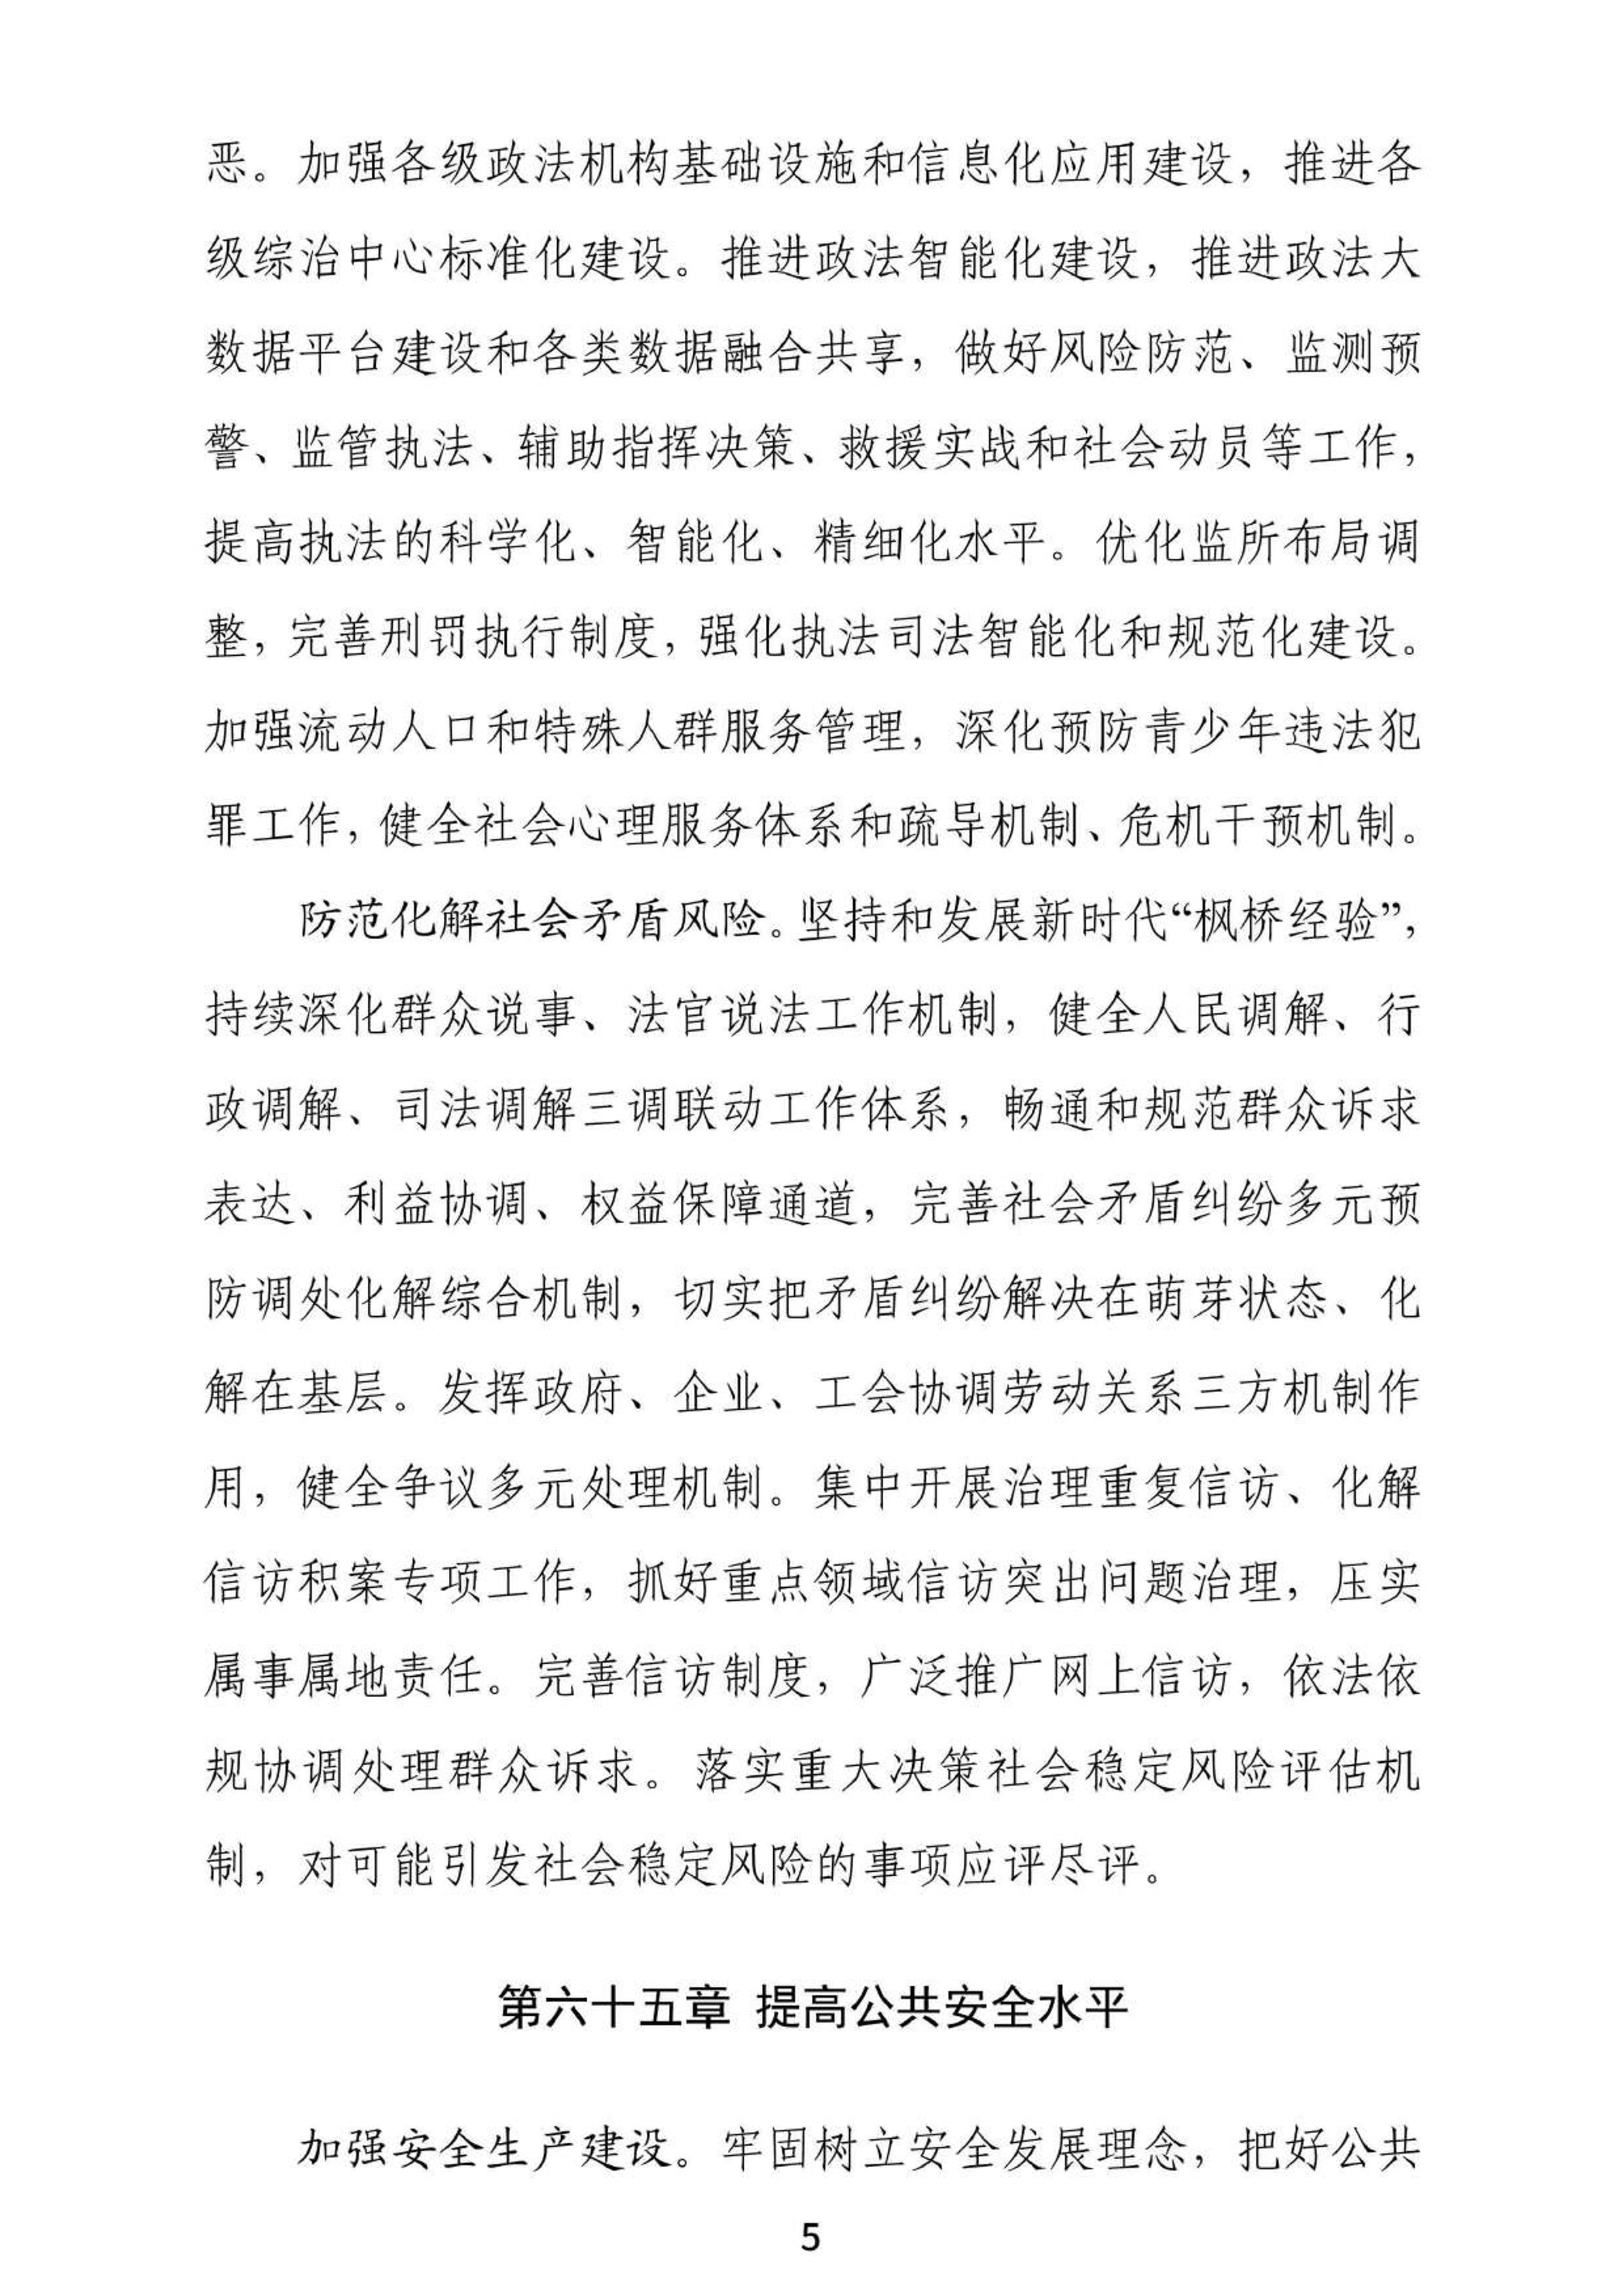 恶。加强各级政法机构基础设施和信息化应用建设，推进各
级综治中心标准化建设。推进政法智能化建设，推进政法大
数据平台建设和各类数据融合共享，做好风险防范、监测预
警、监管执法、辅助指挥决策、救援实战和社会动员等工作，
提高执法的科学化、智能化、精细化水平。优化监所布局调
整，完善刑罚执行制度，强化执法司法智能化和规范化建设。
加强流动人口和特殊人群服务管理，深化预防青少年违法犯
罪工作，健全社会心理服务体系和疏导机制、危机干预机制。
防范化解社会矛盾风险。坚持和发展新时代“枫桥经验”，
持续深化群众说事、法官说法工作机制，健全人民调解、行
政调解、司法调解三调联动工作体系，畅通和规范群众诉求
表达、利益协调、权益保障通道，完善社会矛盾纠纷多元预
防调处化解综合机制，切实把矛盾纠纷解决在萌芽状态、化
解在基层。发挥政府、企业、工会协调劳动关系三方机制作
用，健全争议多元处理机制。集中开展治理重复信访、化解
信访积案专项工作，抓好重点领域信访突出问题治理，压实
属事属地责任。完善信访制度，广泛推广网上信访，依法依
规协调处理群众诉求。落实重大决策社会稳定风险评估机
制，对可能引发社会稳定风险的事项应评尽评。
第六十五章 提高公共安全水平
加强安全生产建设。牢固树立安全发展理念，把好公共
5